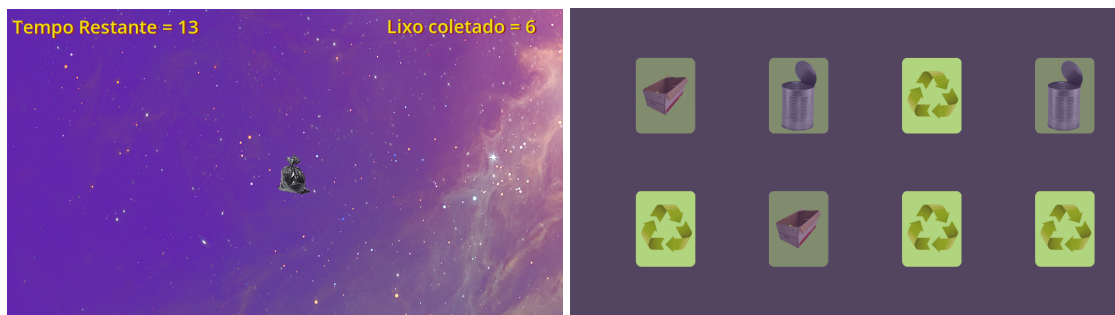 Tempo Restante = 13
Lixo coletado = 6